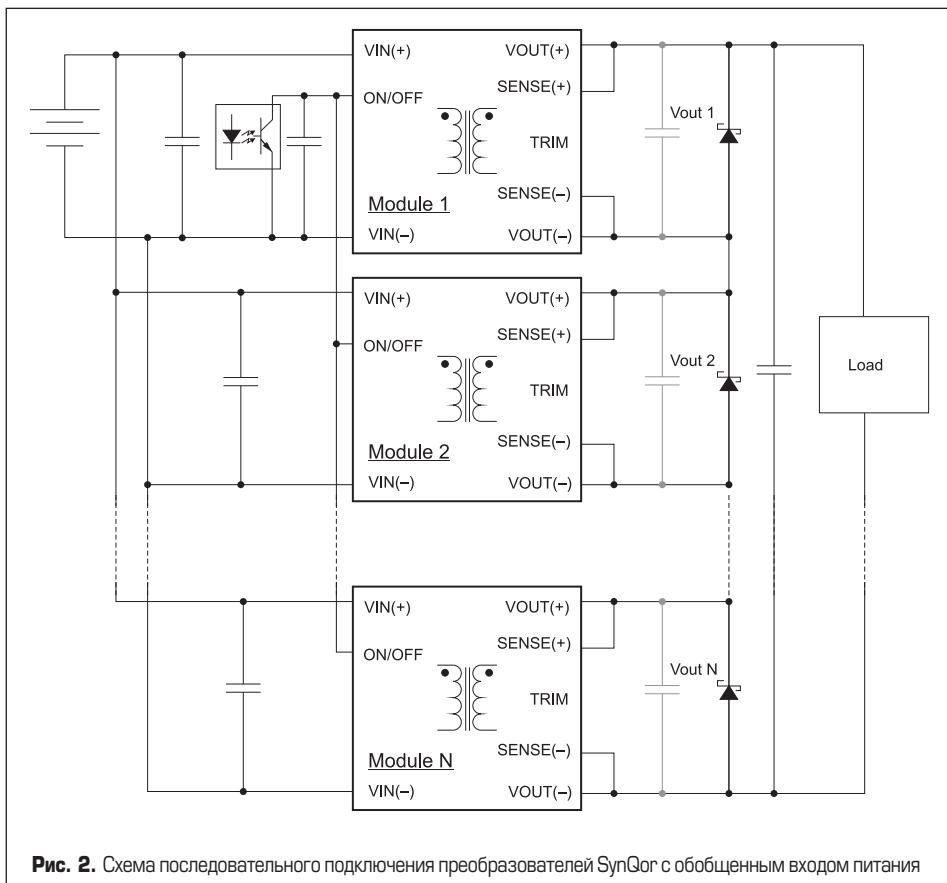 VIN(+)
VOUT(+)
SENSE(+)
ON/OFF
Vout 1
TRIM
SENSE(–)
Module 1
VIN(–)
VOUT(–)
VIN(+)
VOUT(+)
SENSE(+)
ON/OFF
Vout 2
Load
TRIM
SENSE(–)
Module 2
VIN(–)
VOUT(–)
VIN(+)
VOUT(+)
SENSE(+)
ON/OFF
Vout N
TRIM
SENSE(–)
Module N
VIN(–)
VOUT(–)
Рис. 2. Схема последовательного подключения преобразователей SynQor с обобщенным входом питания